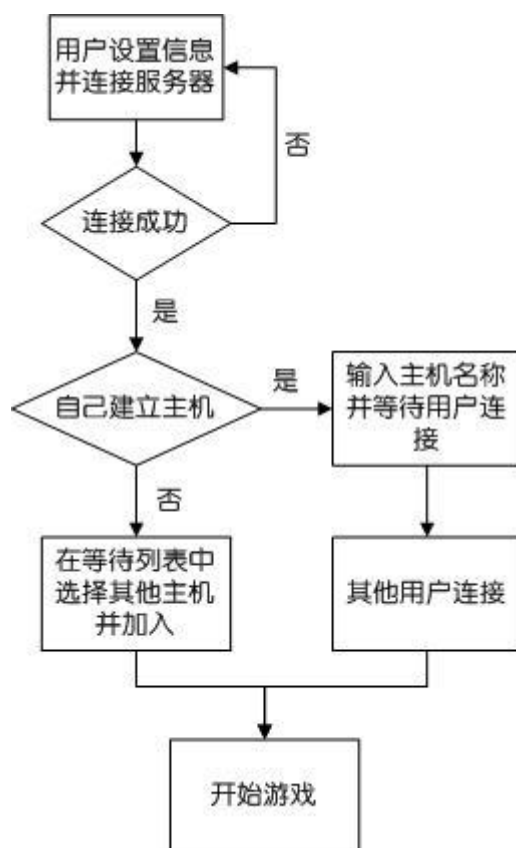 用户设置信息
并连接服务器
否
连接成功
是
自己建立主机
是
输入主机名称
并等待用户连
接
否
在等待列表中
选择其他主机
并加入
其他用户连接
开始游戏